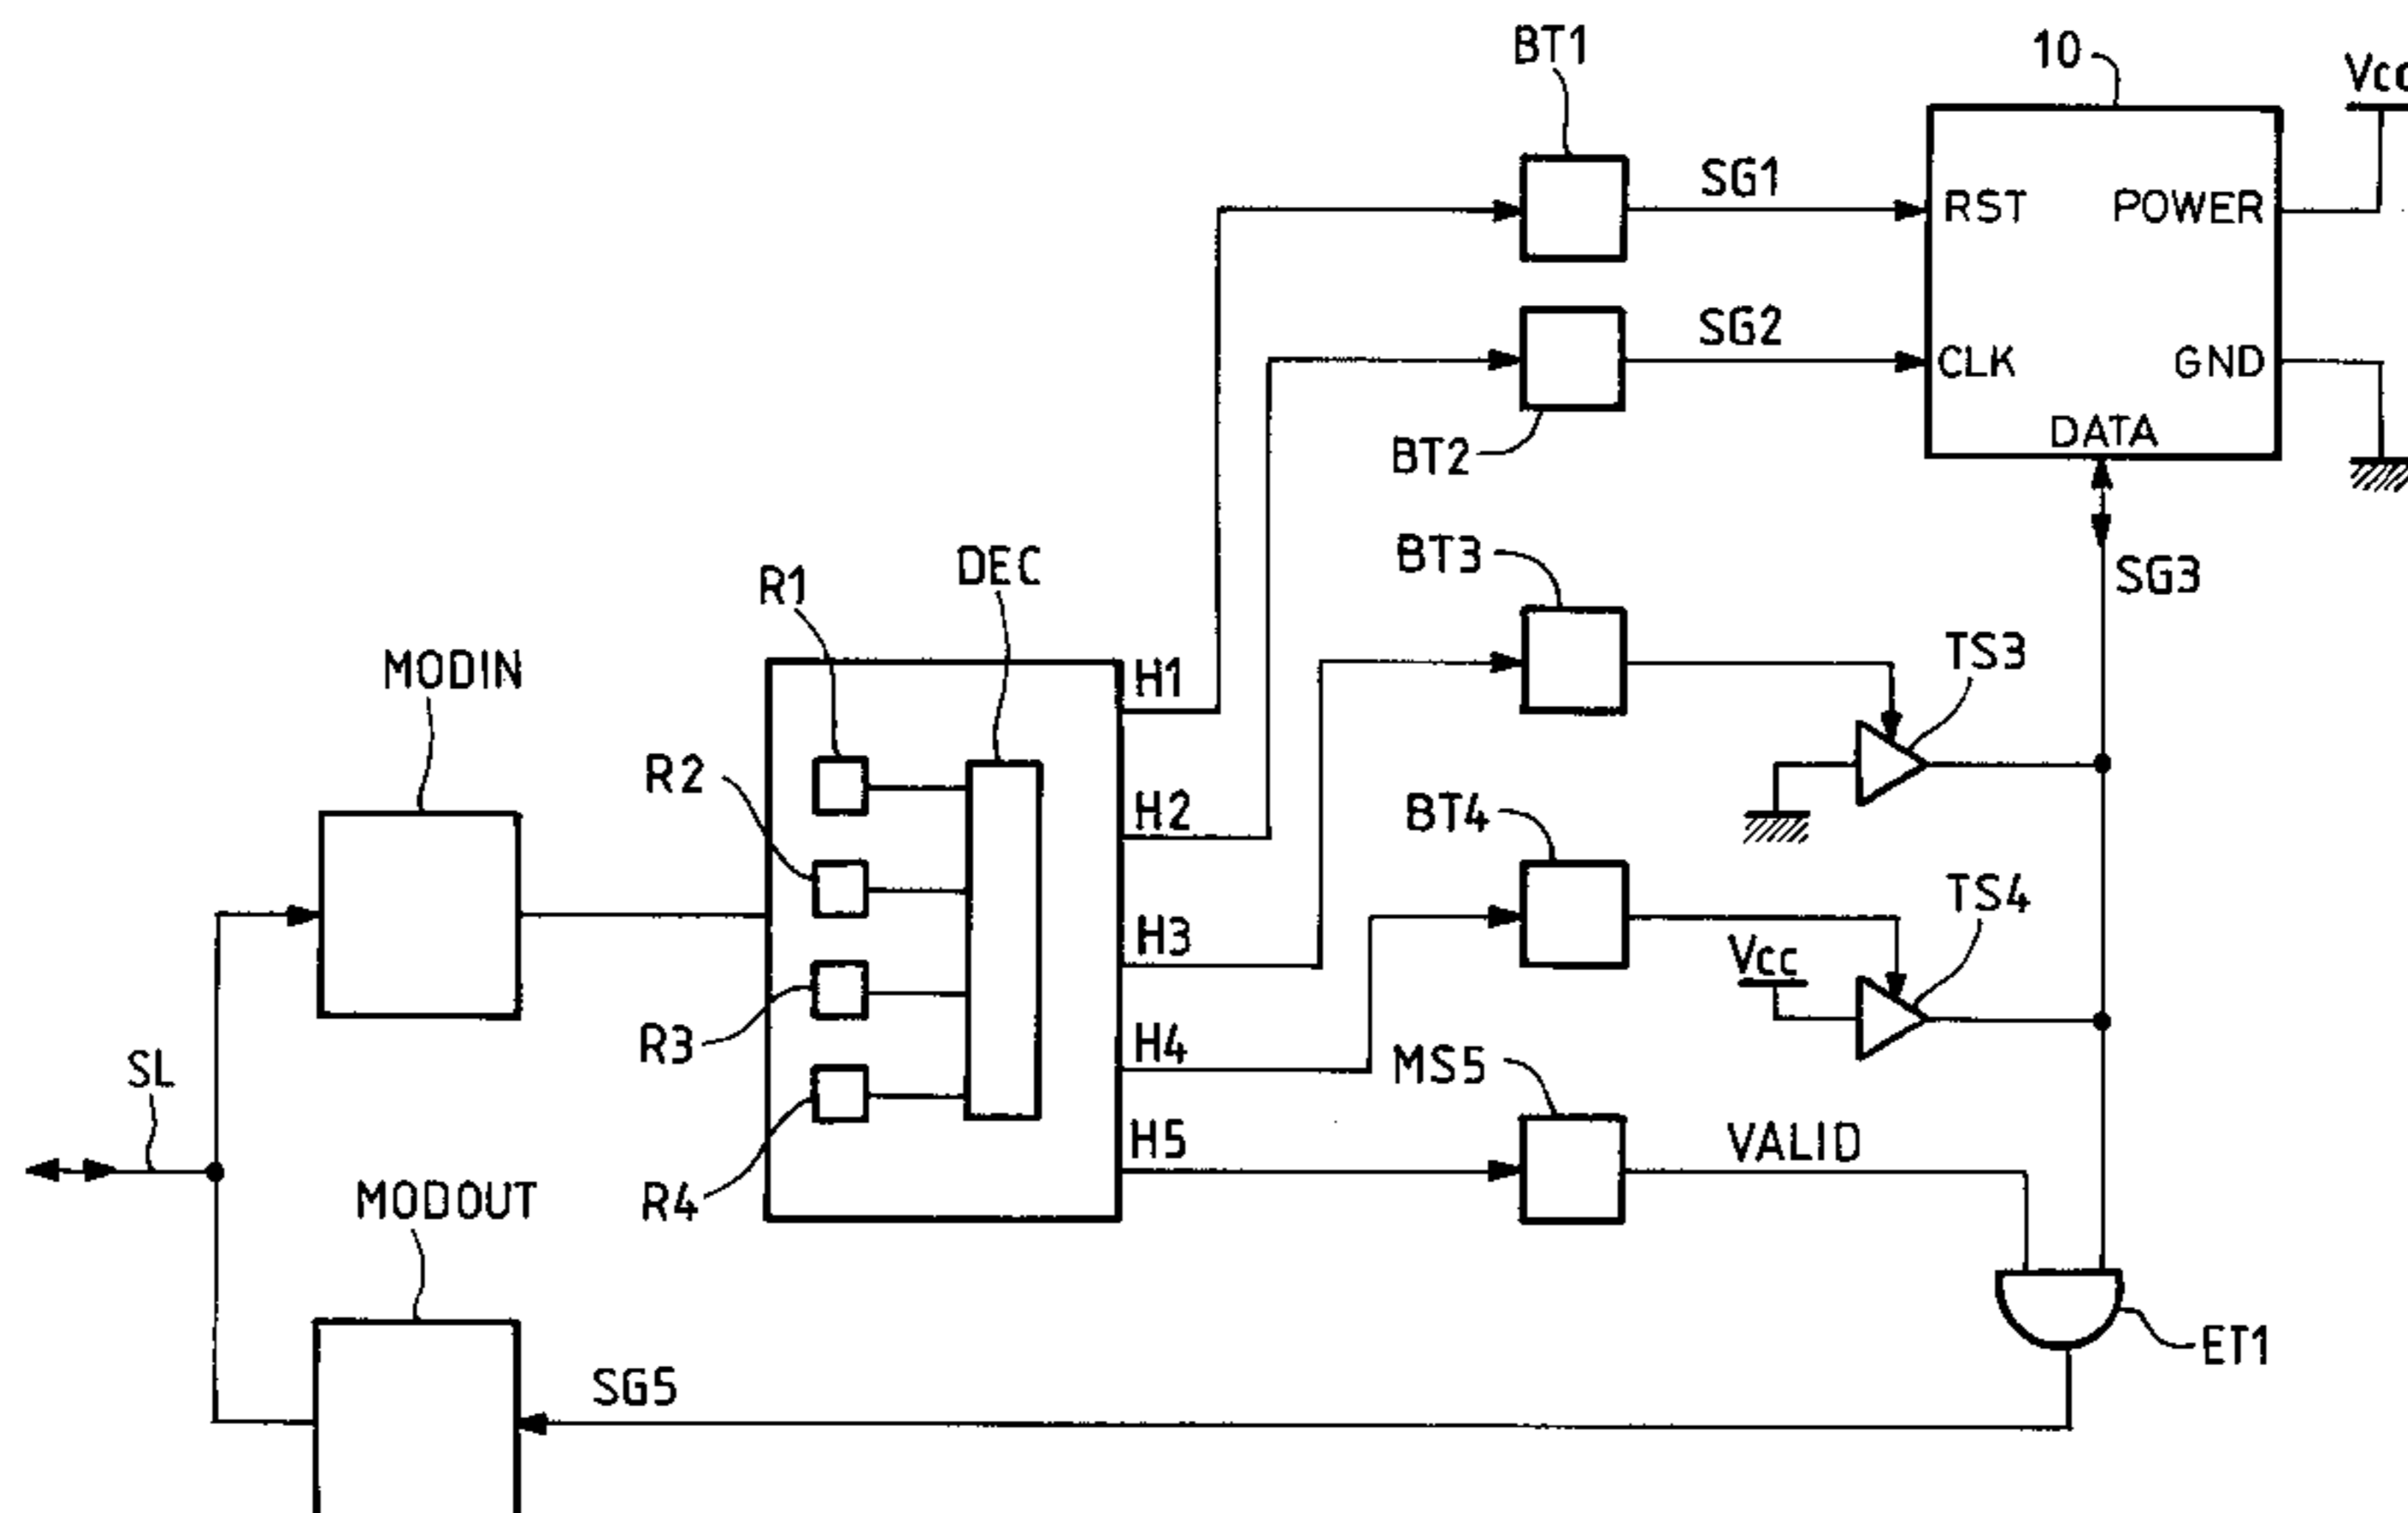 BT1
10
Vcc
SG1
RST
POWER
SG2
CLK
GND
DATA
BT2
BT3
SG3
DEC
R1
TS3
MODIN
H1
R2
H2
BT4
TS4
H3
Vcc
R3
H4
MS5
SL
H5
VALID
R4
MODOUT
ET1
SG5